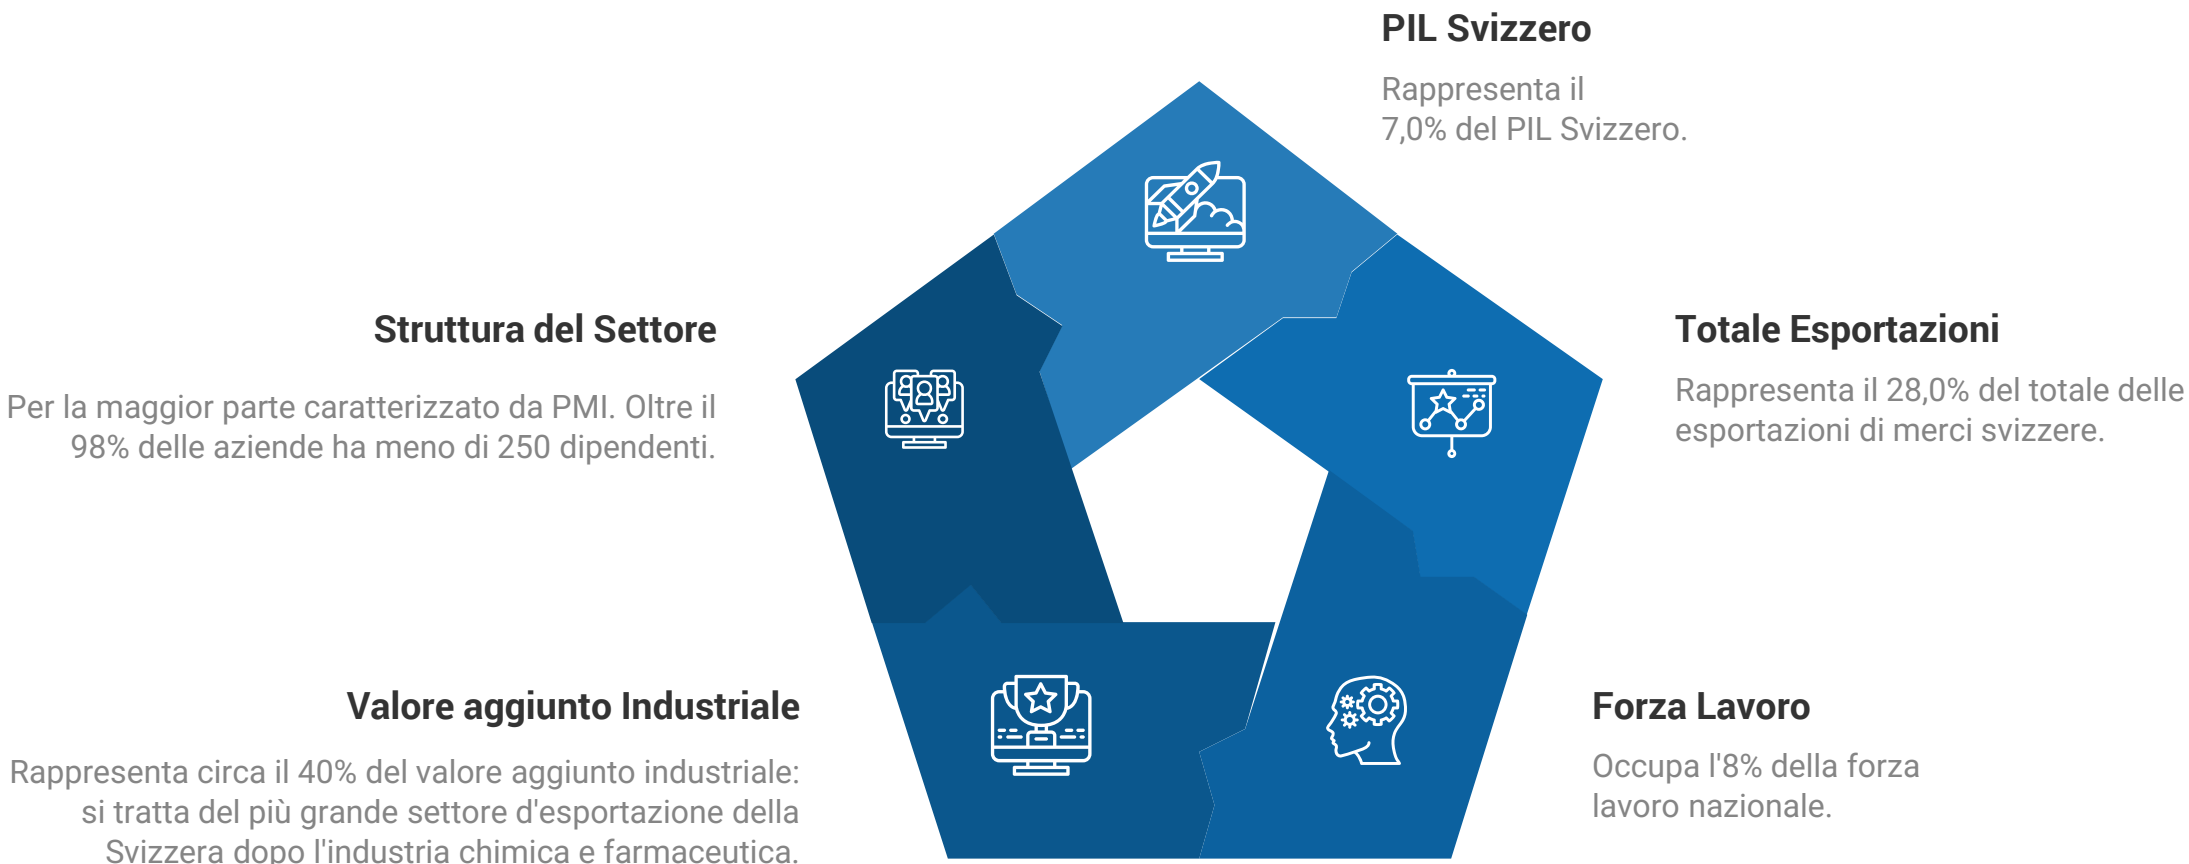 PIL Svizzero
Rappresenta il
7,0% del PIL Svizzero.
Totale Esportazioni
Rappresenta il 28,0% del totale delle
esportazioni di merci svizzere.
Forza Lavoro
Occupa l'8% della forza
lavoro nazionale.
Valore aggiunto Industriale
Rappresenta circa il 40% del valore aggiunto industriale:
si tratta del più grande settore d'esportazione della
Svizzera dopo l'industria chimica e farmaceutica.
Struttura del Settore
Per la maggior parte caratterizzato da PMI. Oltre il
98% delle aziende ha meno di 250 dipendenti.